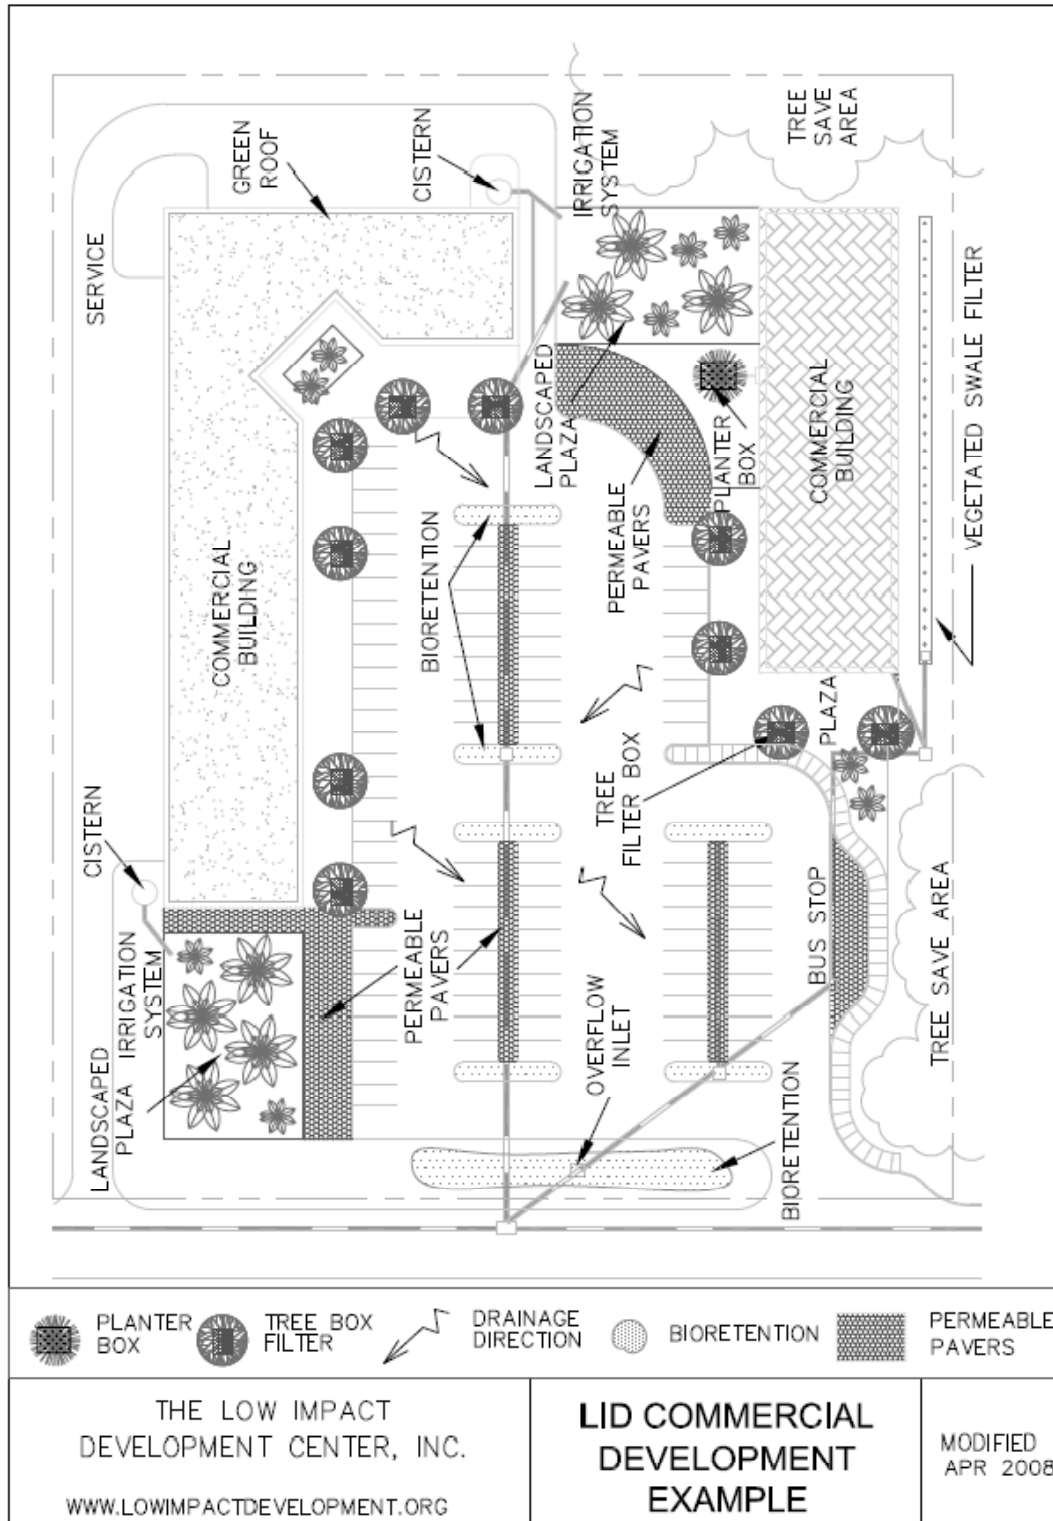 TREE
SAVE
AREA
IRRIGATION
SYSTEM
CISTERN
GREEN
ROOF
SERVICE
VEGETATED SWALE FILTER
LANDSCAPED
PLAZA
PLANTER
BOX
COMMERCIAL
BUILDING
PERMEABLE
PAVERS
BIORETENTION
COMMERCIAL
BUILDING
PLAZA
TREE
FILTER BOX
CISTERN
BUS STOP
TREE SAVE AREA
PERMEABLE
PAVERS
IRRIGATION
SYSTEM
LANDSCAPED
PLAZA
OVERFLOW
INLET
BIORETENTION
PLANTER
BOX
TREE BOX
FILTER
DRAINAGE
DIRECTION
BIORETENTION
PERMEABLE
PAVERS
THE LOW IMPACT
DEVELOPMENT CENTER, INC.
WWW.LOWIMPACTDEVELOPMENT.ORG
LID COMMERCIAL
DEVELOPMENT
EXAMPLE
MODIFIED
APR 2008